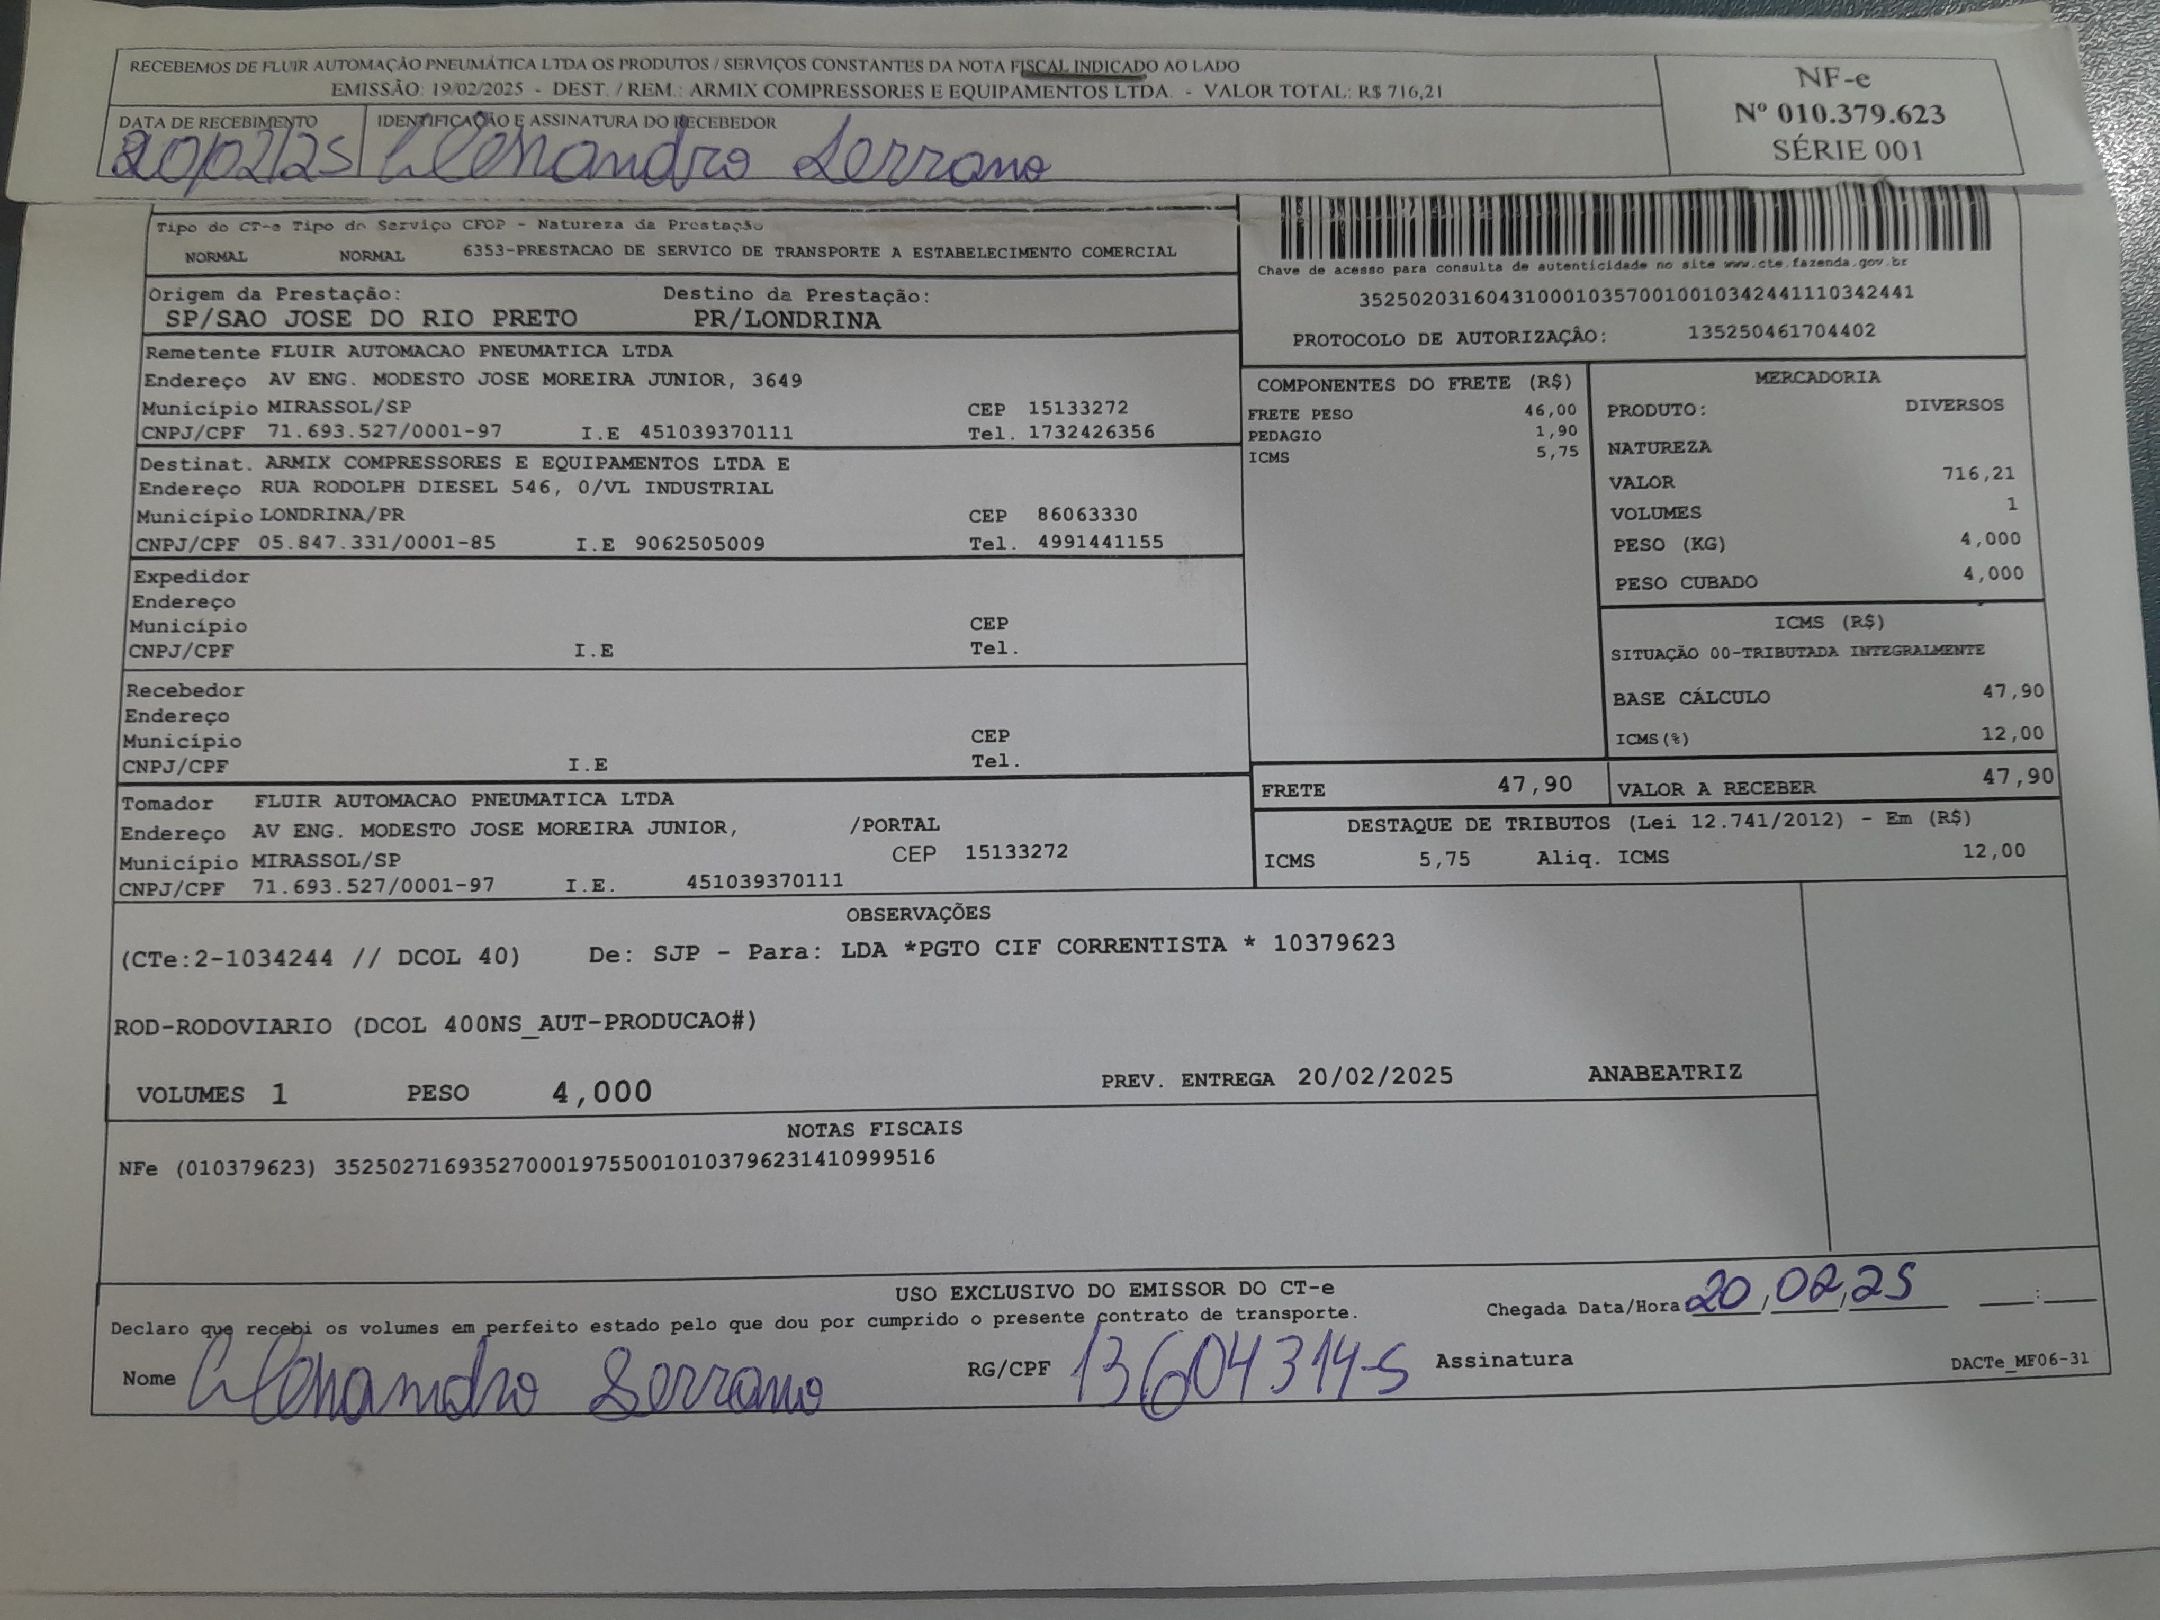 RECEBEMOS DE FLUIR AUTOMAÇÃO PNEUMÁTICA LTDA OS PRODUTOS / SERVIÇOS CONSTANTES DA NOTA FISCAL INDICADO AO LADO
EMISSÃO: 19/02/2025 - DEST. / REM.: ARMIX COMPRESSORES E EQUIPAMENTOS LTDA. - VALOR TOTAL: R$ 716,21
NF-e
Nº 010.379.623
SÉRIE 001
DATA DE RECEBIMENTO IDENTIFICAÇÃO E ASSINATURA DO RECEBEDOR
20/02/25 Alexandro Serrano
Tipo do CT-e Tipo do Serviço CFOP - Natureza da Prestação
NORMAL NORMAL 6353-PRESTACAO DE SERVICO DE TRANSPORTE A ESTABELECIMENTO COMERCIAL
Chave de acesso para consulta de autenticidade no site www.cte.fazenda.gov.br
35250203160431000103570010010342441110342441
PROTOCOLO DE AUTORIZAÇÃO: 135250461704402
Origem da Prestação: Destino da Prestação:
SP/SAO JOSE DO RIO PRETO PR/LONDRINA
Remetente FLUIR AUTOMACAO PNEUMATICA LTDA
Endereço AV ENG. MODESTO JOSE MOREIRA JUNIOR, 3649
Município MIRASSOL/SP CEP 15133272
CNPJ/CPF 71.693.527/0001-97 I.E 451039370111 Tel. 1732426356
Destinat. ARMIX COMPRESSORES E EQUIPAMENTOS LTDA E
Endereço RUA RODOLPH DIESEL 546, 0/VL INDUSTRIAL
Município LONDRINA/PR CEP 86063330
CNPJ/CPF 05.847.331/0001-85 I.E 9062505009 Tel. 4991441155
Expedidor
Endereço
Município CEP
CNPJ/CPF I.E Tel.
Recebedor
Endereço
Município CEP
CNPJ/CPF I.E Tel.
Tomador FLUIR AUTOMACAO PNEUMATICA LTDA
Endereço AV ENG. MODESTO JOSE MOREIRA JUNIOR, /PORTAL
Município MIRASSOL/SP CEP 15133272
CNPJ/CPF 71.693.527/0001-97 I.E. 451039370111
COMPONENTES DO FRETE (R$)
FRETE PESO 46,00
PEDAGIO 1,90
ICMS 5,75
MERCADORIA
PRODUTO: DIVERSOS
NATUREZA
VALOR 716,21
VOLUMES 1
PESO (KG) 4,000
PESO CUBADO 4,000
ICMS (R$)
SITUAÇÃO 00-TRIBUTADA INTEGRALMENTE
BASE CÁLCULO 47,90
ICMS(%) 12,00
FRETE 47,90 VALOR A RECEBER 47,90
DESTAQUE DE TRIBUTOS (Lei 12.741/2012) - Em (R$)
ICMS 5,75 Aliq. ICMS 12,00
OBSERVAÇÕES
(CTe:2-1034244 // DCOL 40) De: SJP - Para: LDA *PGTO CIF CORRENTISTA * 10379623
ROD-RODOVIARIO (DCOL 400NS_AUT-PRODUCAO#)
VOLUMES 1 PESO 4,000 PREV. ENTREGA 20/02/2025 ANABEATRIZ
NOTAS FISCAIS
NFe (010379623) 35250271693527000197550010103796231410999516
USO EXCLUSIVO DO EMISSOR DO CT-e
Chegada Data/Hora 20,02,25 :
Declaro que recebi os volumes em perfeito estado pelo que dou por cumprido o presente contrato de transporte.
Nome Alexandro Serrano RG/CPF 13604314-5 Assinatura
DACTe_MF06-31